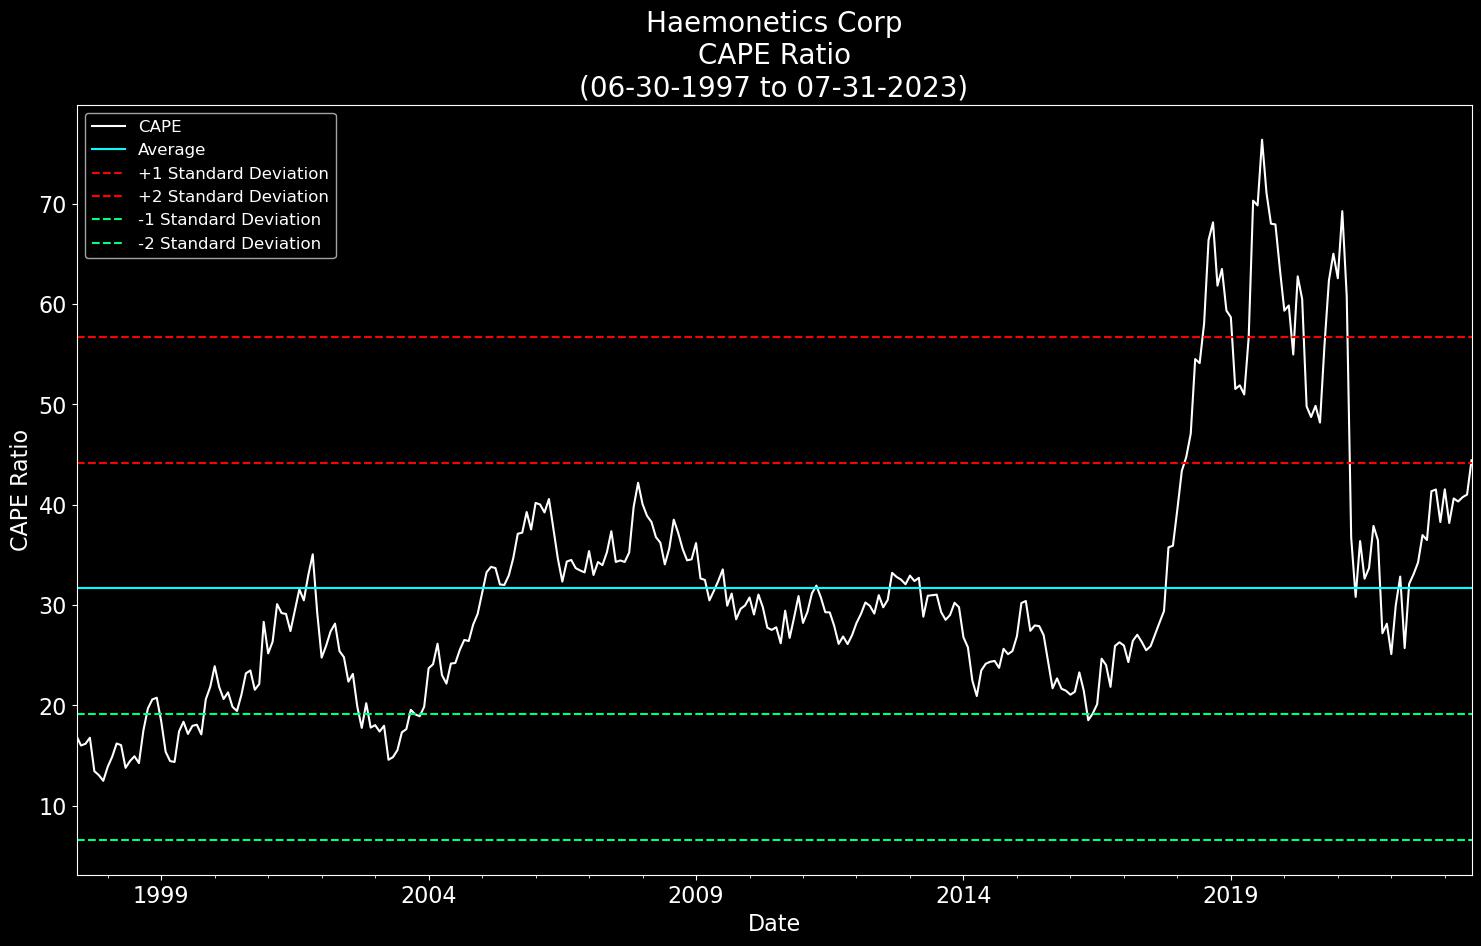 Haemonetics Corp
CAPE Ratio
(06-30-1997 to 07-31-2023)
CAPE
Average
+1 Standard Deviation
+2 Standard Deviation
-1 Standard Deviation
-2 Standard Deviation
70
60
50
40
30
20
10
CAPE Ratio
1999
2004
2009
2014
2019
Date